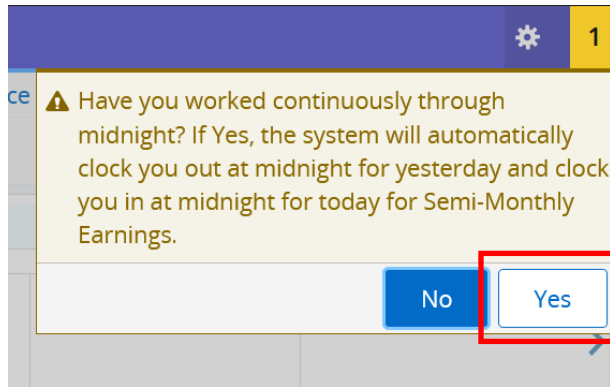 1
ce
Have you worked continuously through
midnight? If Yes, the system will automatically
clock you out at midnight for yesterday and clock
you in at midnight for today for Semi-Monthly
Earnings.
No Yes